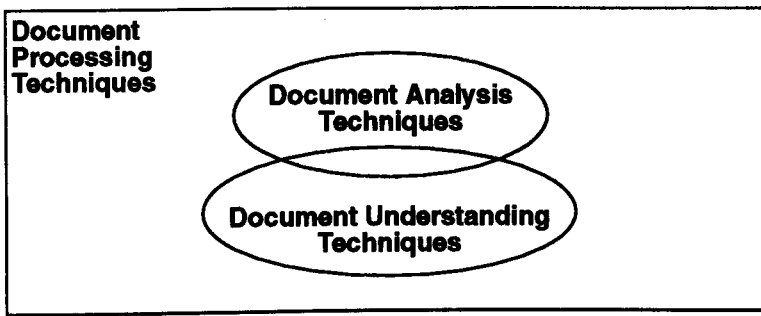 Document
Processing
Techniques
Document Analysis
Techniques
Document Understanding
Techniques